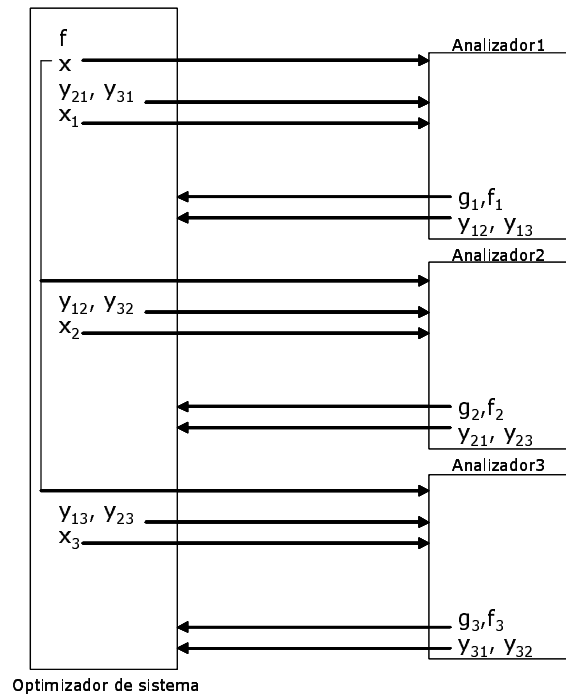 f
Analizador1
x
y21, y31
x1
g1,f1
y12, y13
Analizador2
y12, y32
x2
g2,f2
y21, y23
Analizador3
y13, y23
x3
g3,f3
y31, y32
Optimizador de sistema